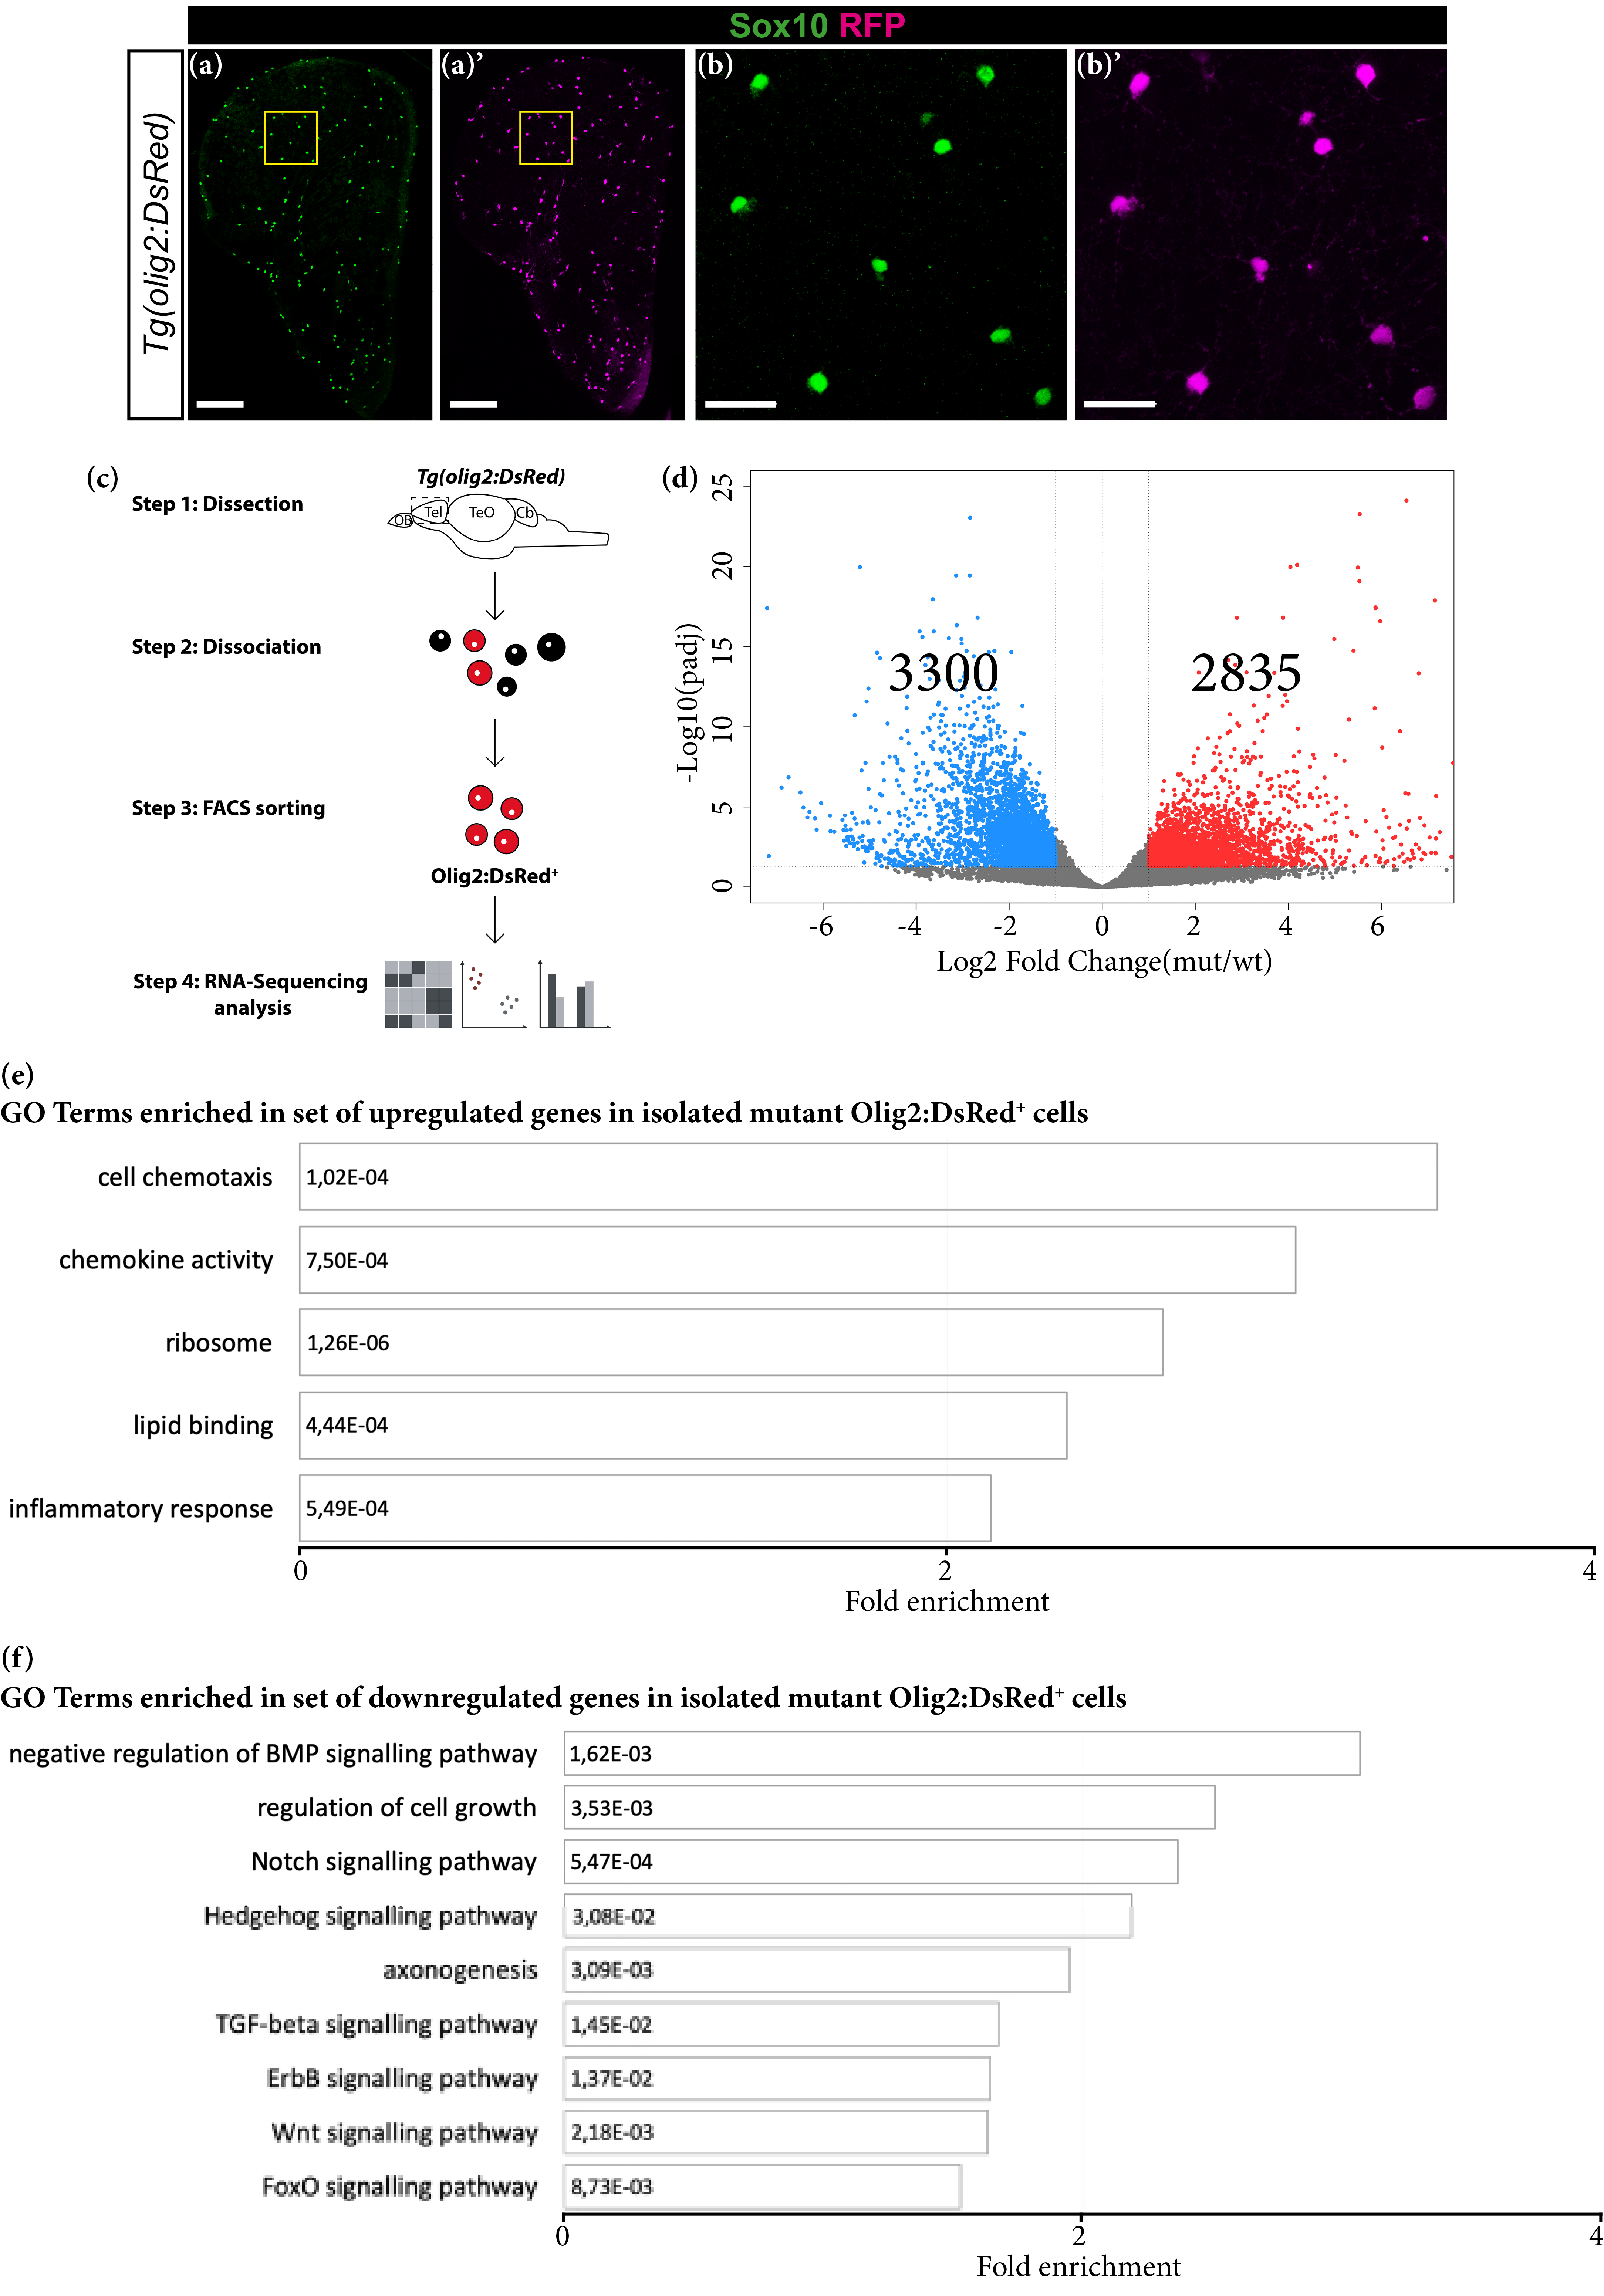 Sox10 RFP
Tg(olig2:DsRed)
(a)
(a)’
(b)
(b)’
(c)
Tg(olig2:DsRed)
Step 1: Dissection
OB
Tel
TeO
Cb
Step 2: Dissociation
Step 3: FACS sorting
Olig2:DsRed+
Step 4: RNA-Sequencing
analysis
(d)
-Log10(padj)
25
20
15
10
5
0
3300
2835
-6
-4
-2
0
2
4
6
Log2 Fold Change(mut/wt)
(e)
GO Terms enriched in set of upregulated genes in isolated mutant Olig2:DsRed+ cells
cell chemotaxis 1,02E-04
chemokine activity 7,50E-04
ribosome 1,26E-06
lipid binding 4,44E-04
inflammatory response 5,49E-04
0 2 4
Fold enrichment
(f)
GO Terms enriched in set of downregulated genes in isolated mutant Olig2:DsRed+ cells
negative regulation of BMP signalling pathway 1,62E-03
regulation of cell growth 3,53E-03
Notch signalling pathway 5,47E-04
Hedgehog signalling pathway 3,08E-02
axonogenesis 3,09E-03
TGF-beta signalling pathway 1,45E-02
ErbB signalling pathway 1,37E-02
Wnt signalling pathway 2,18E-03
FoxO signalling pathway 8,73E-03
0 2 4
Fold enrichment